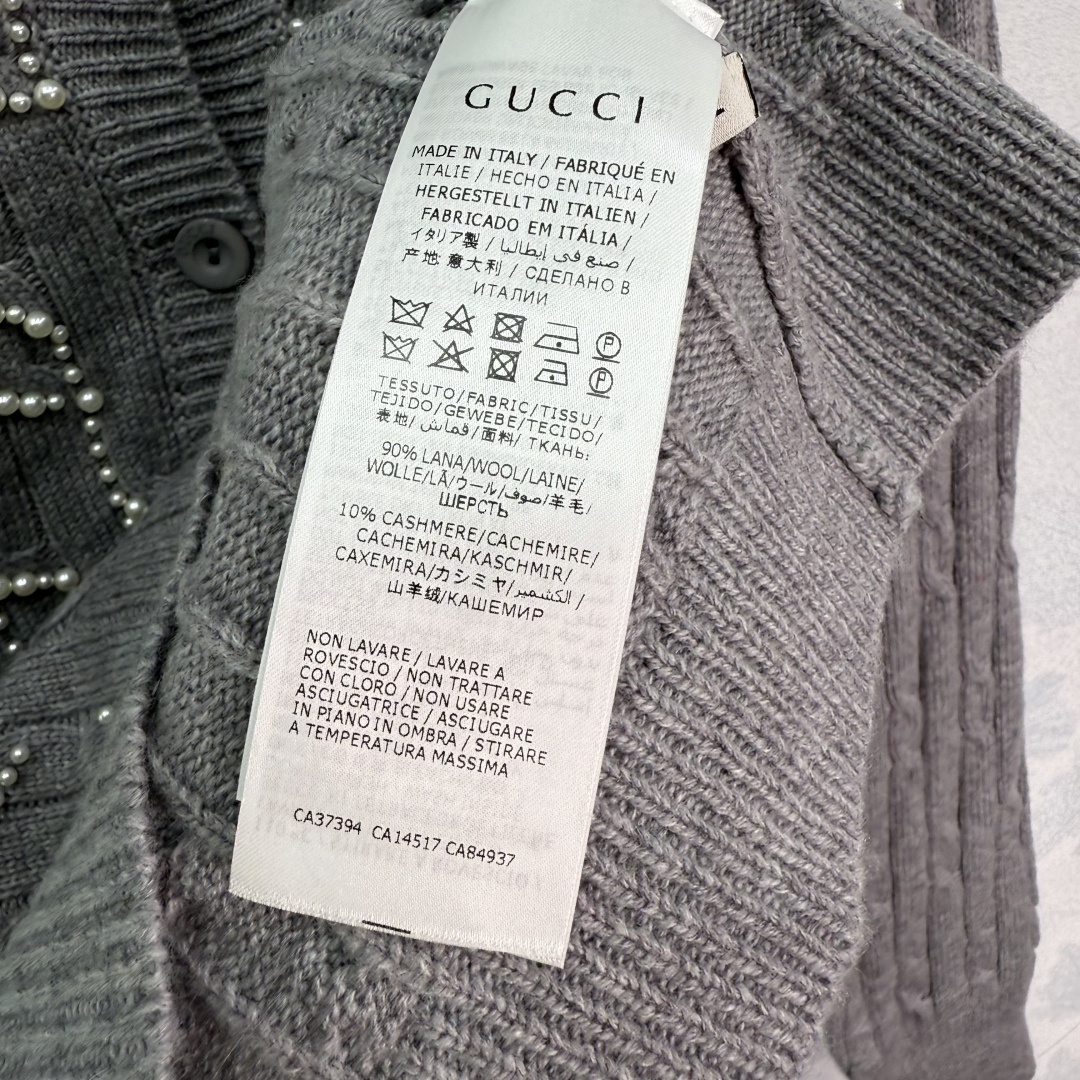 GUCCI
MADE IN ITALY / FABRIQUÉ EN
ITALIE / HECHO EN ITALIA /
HERGESTELLT IN ITALIEN /
FABRICADO EM ITÁLIA /
イタリア製 / صنع في إيطاليا /
产地: 意大利 / СДЕЛАНО В
ИТАЛИИ
TESSUTO/FABRIC/TISSU/
TEJIDO/GEWEBE/TECIDO/
表地/ قماش /面料/ ТКАНЬ:
90% LANA/WOOL/LAINE/
WOLLE/LÃ/ウール/صوف/羊毛/
ШЕРСТЬ
10% CASHMERE/CACHEMIRE/
CACHEMIRA/KASCHMIR/
CAXEMIRA/カシミヤ/الكشمير /
山羊绒/КАШЕМИР
NON LAVARE / LAVARE A
ROVESCIO / NON TRATTARE
CON CLORO / NON USARE
ASCIUGATRICE / ASCIUGARE
IN PIANO IN OMBRA / STIRARE
A TEMPERATURA MASSIMA
CA37394 CA14517 CA84937